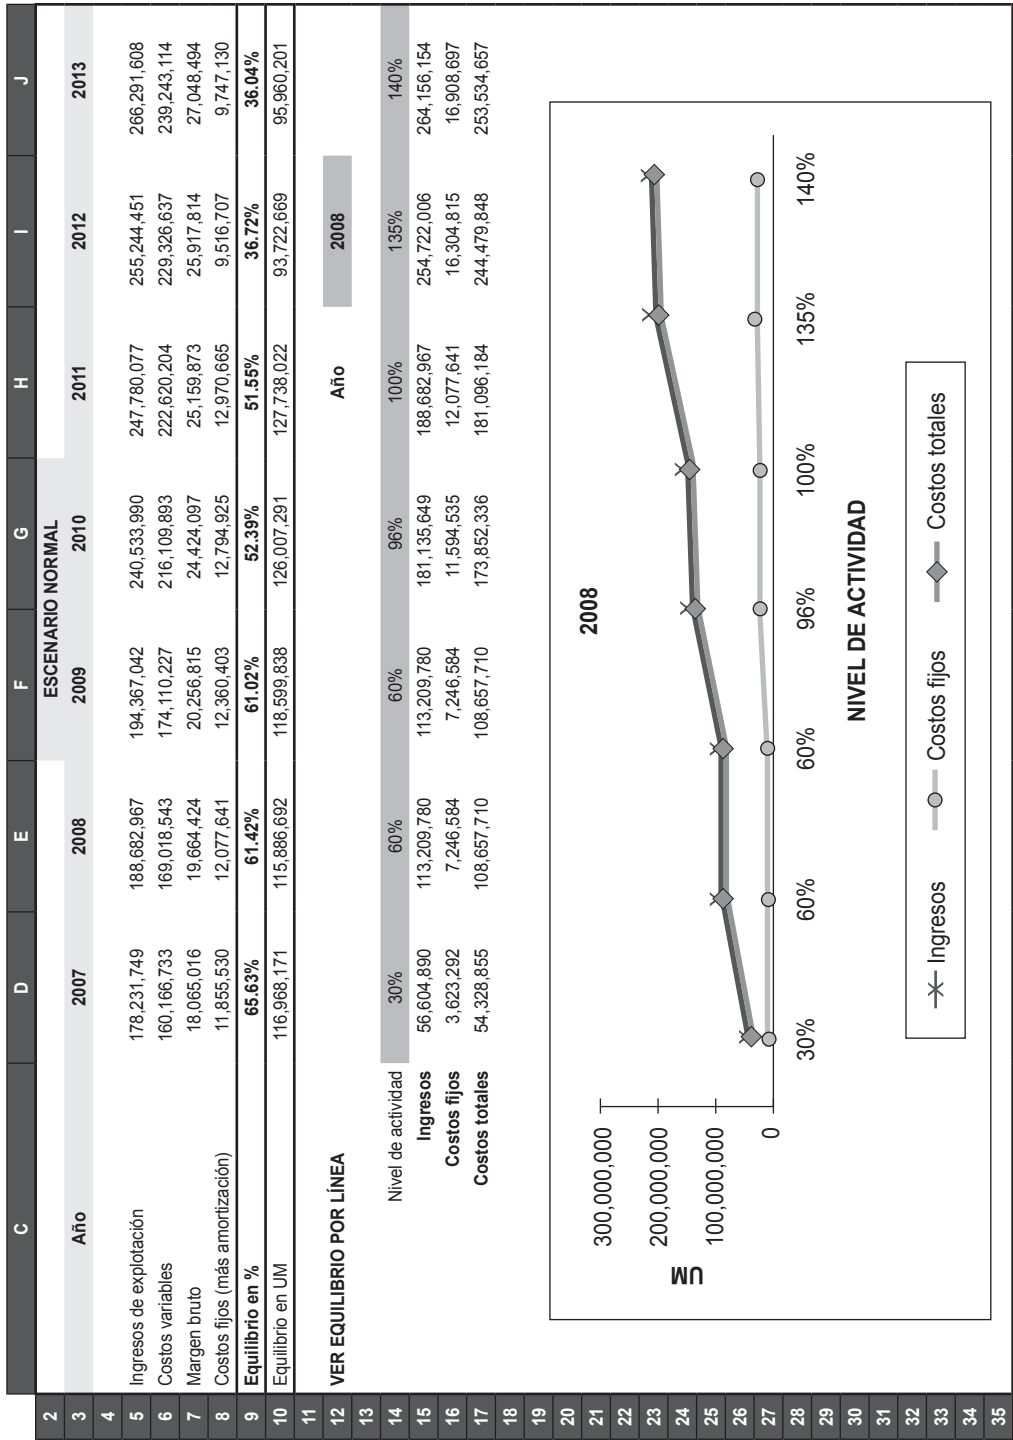 C D E F G H I J
2 ESCENARIO NORMAL
3 Año 2007 2008 2009 2010 2011 2012 2013
4
5 Ingresos de explotación 178,231,749 188,682,967 194,367,042 240,533,990 247,780,077 255,244,451 266,291,608
6 Costos variables 160,166,733 169,018,543 174,110,227 216,109,893 222,620,204 229,326,637 239,243,114
7 Margen bruto 18,065,016 19,664,424 20,256,815 24,424,097 25,159,873 25,917,814 27,048,494
8 Costos fijos (más amortización) 11,855,530 12,077,641 12,360,403 12,794,925 12,970,665 9,516,707 9,747,130
9 Equilibrio en % 65.63% 61.42% 61.02% 52.39% 51.55% 36.72% 36.04%
10 Equilibrio en UM 116,968,171 115,886,692 118,599,838 126,007,291 127,738,022 93,722,669 95,960,201
11
12 VER EQUILIBRIO POR LÍNEA Año 2008
13
14 Nivel de actividad 30% 60% 60% 96% 100% 135% 140%
15 Ingresos 56,604,890 113,209,780 113,209,780 181,135,649 188,682,967 254,722,006 264,156,154
16 Costos fijos 3,623,292 7,246,584 7,246,584 11,594,535 12,077,641 16,304,815 16,908,697
17 Costos totales 54,328,855 108,657,710 108,657,710 173,852,336 181,096,184 244,479,848 253,534,657
18
19
20
21
22
23
24
25
26
27
28
29
30
31
32
33
34
35
2008
300,000,000
200,000,000
100,000,000
0
UM
30% 60% 60% 96% 100% 135% 140%
NIVEL DE ACTIVIDAD
Ingresos Costos fijos Costos totales